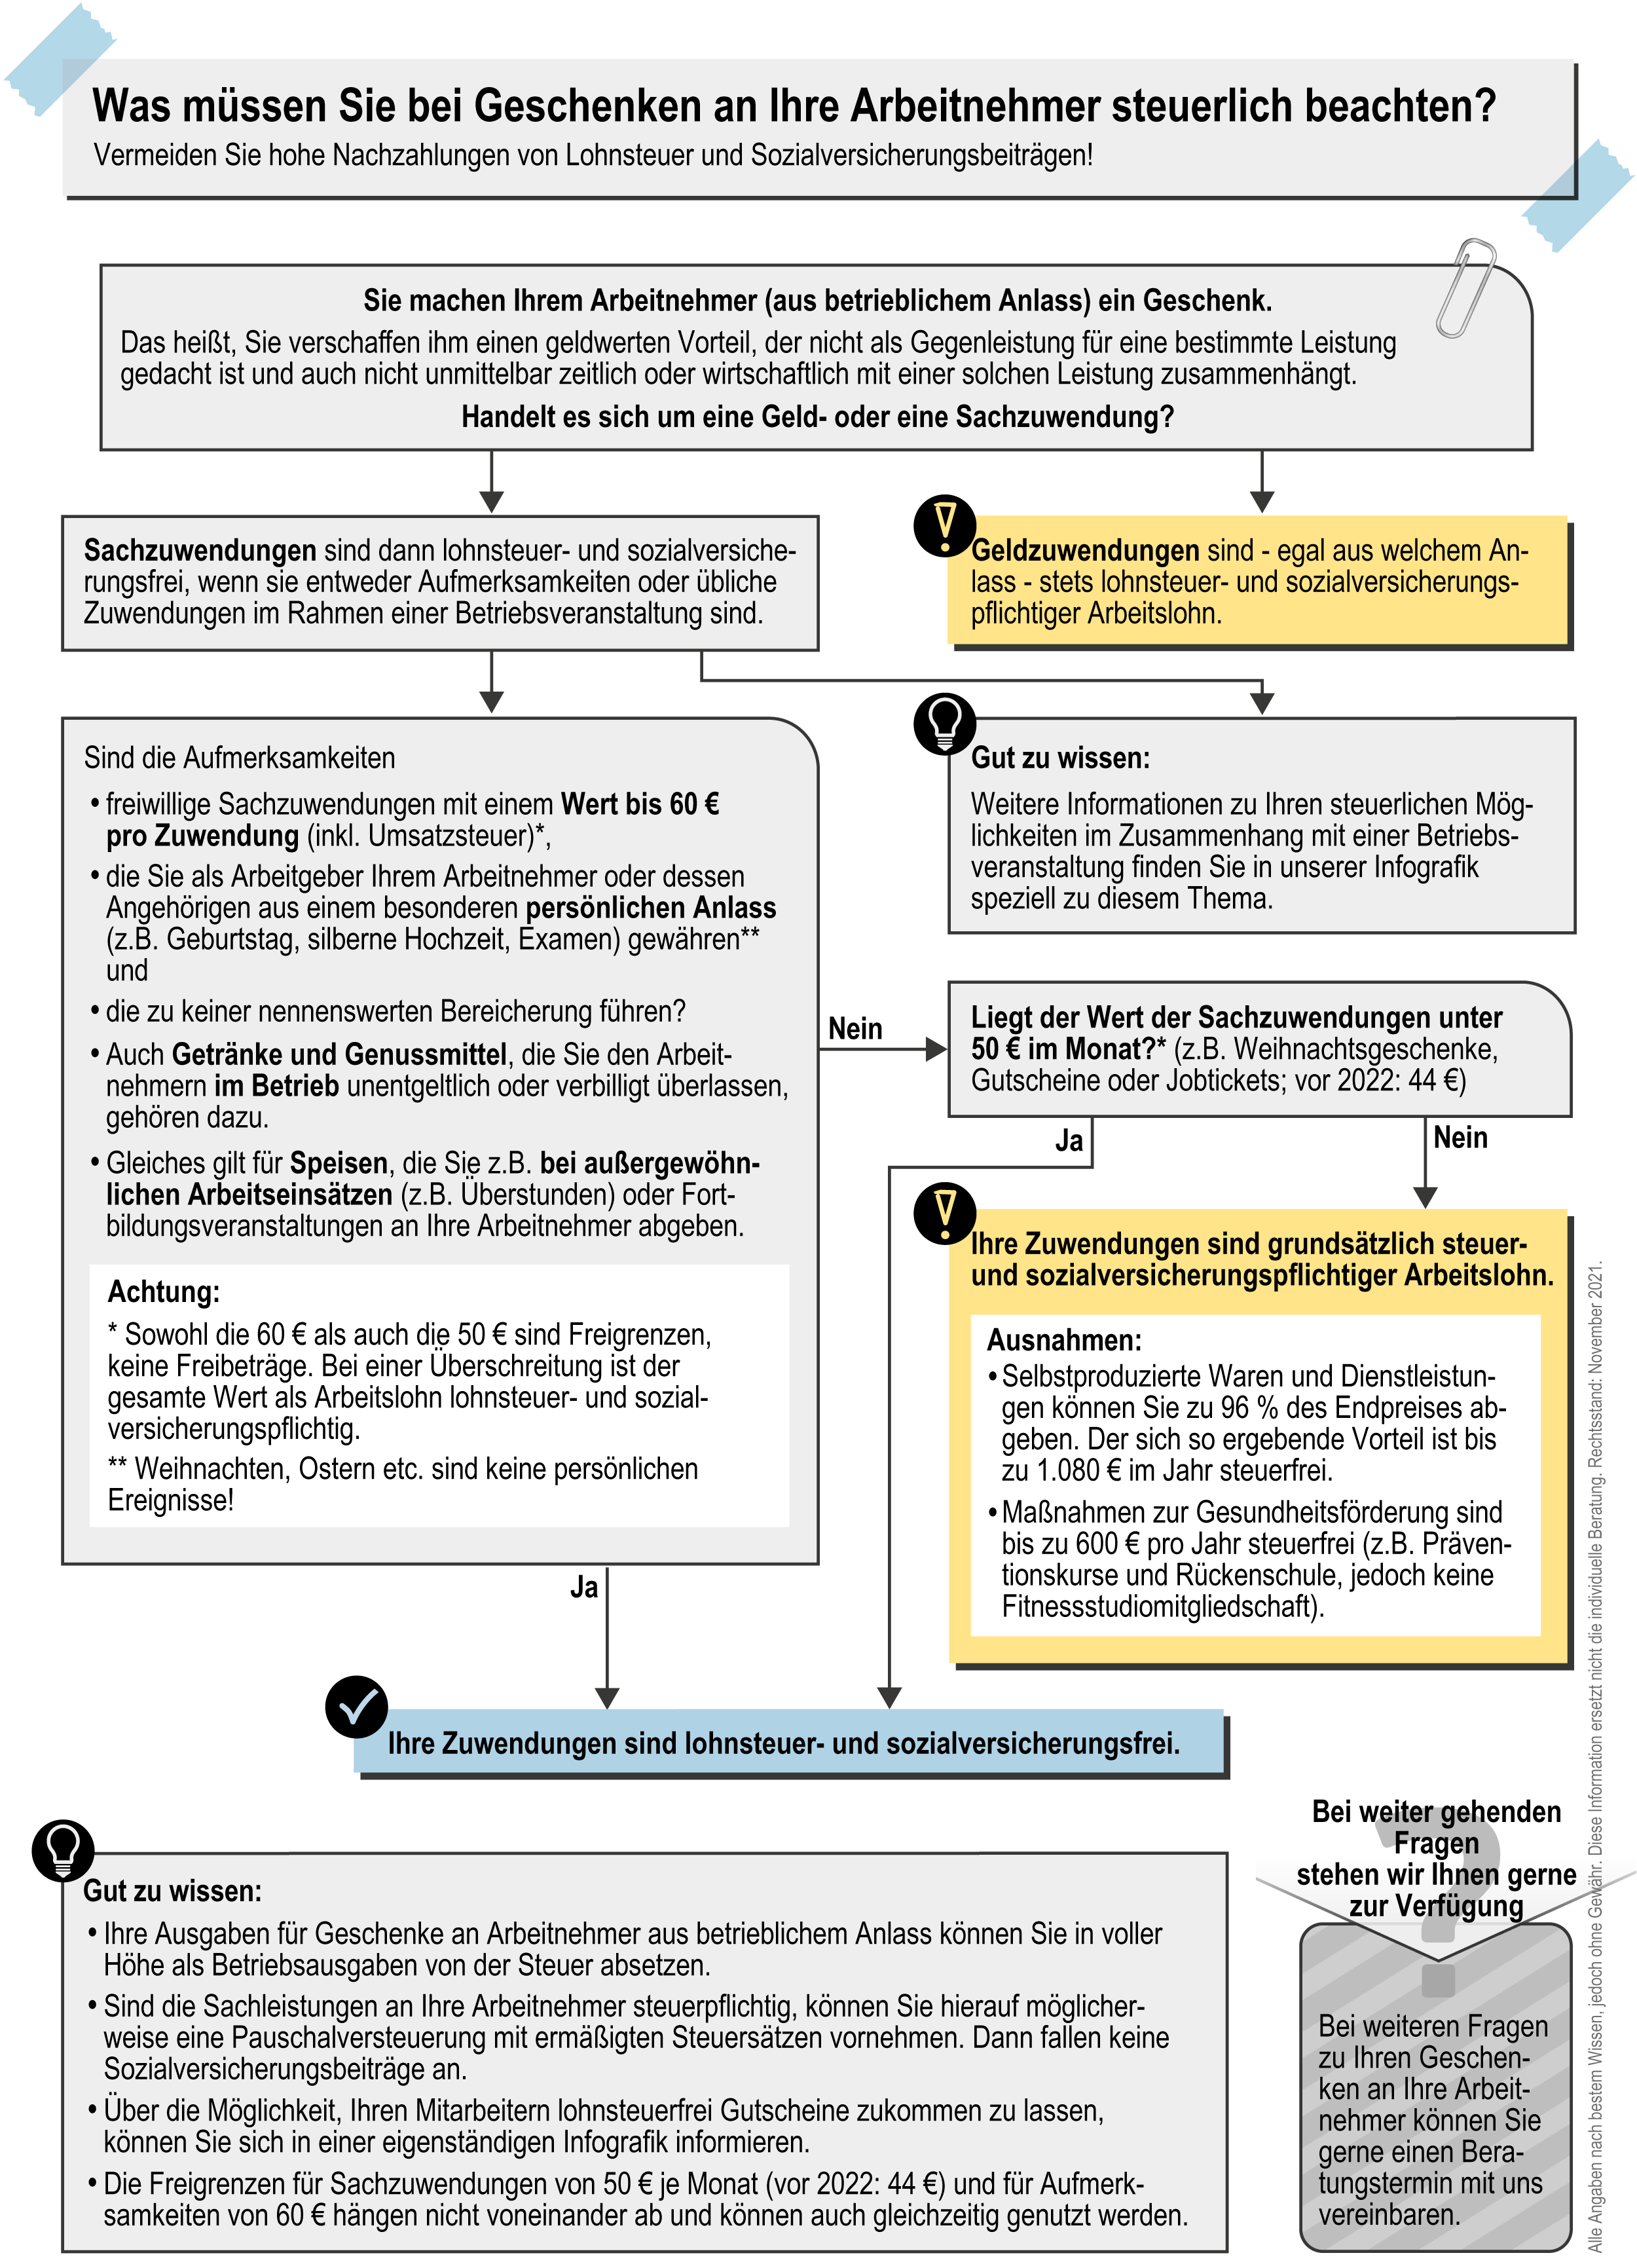 Was müssen Sie bei Geschenken an Ihre Arbeitnehmer steuerlich beachten?
Vermeiden Sie hohe Nachzahlungen von Lohnsteuer und Sozialversicherungsbeiträgen!
Sie machen Ihrem Arbeitnehmer (aus betrieblichem Anlass) ein Geschenk.
Das heißt, Sie verschaffen ihm einen geldwerten Vorteil, der nicht als Gegenleistung für eine bestimmte Leistung
gedacht ist und auch nicht unmittelbar zeitlich oder wirtschaftlich mit einer solchen Leistung zusammenhängt.
Handelt es sich um eine Geld- oder eine Sachzuwendung?
Sachzuwendungen sind dann lohnsteuer- und sozialversiche-
rungsfrei, wenn sie entweder Aufmerksamkeiten oder übliche
Zuwendungen im Rahmen einer Betriebsveranstaltung sind.
Geldzuwendungen sind - egal aus welchem An-
lass - stets lohnsteuer- und sozialversicherungs-
pflichtiger Arbeitslohn.
Sind die Aufmerksamkeiten
• freiwillige Sachzuwendungen mit einem Wert bis 60 €
pro Zuwendung (inkl. Umsatzsteuer)*,
• die Sie als Arbeitgeber Ihrem Arbeitnehmer oder dessen
Angehörigen aus einem besonderen persönlichen Anlass
(z.B. Geburtstag, silberne Hochzeit, Examen) gewähren**
und
• die zu keiner nennenswerten Bereicherung führen?
• Auch Getränke und Genussmittel, die Sie den Arbeit-
nehmern im Betrieb unentgeltlich oder verbilligt überlassen,
gehören dazu.
• Gleiches gilt für Speisen, die Sie z.B. bei außergewöhn-
lichen Arbeitseinsätzen (z.B. Überstunden) oder Fort-
bildungsveranstaltungen an Ihre Arbeitnehmer abgeben.
Achtung:
* Sowohl die 60 € als auch die 50 € sind Freigrenzen,
keine Freibeträge. Bei einer Überschreitung ist der
gesamte Wert als Arbeitslohn lohnsteuer- und sozial-
versicherungspflichtig.
** Weihnachten, Ostern etc. sind keine persönlichen
Ereignisse!
Gut zu wissen:
Weitere Informationen zu Ihren steuerlichen Mög-
lichkeiten im Zusammenhang mit einer Betriebs-
veranstaltung finden Sie in unserer Infografik
speziell zu diesem Thema.
Nein
Liegt der Wert der Sachzuwendungen unter
50 € im Monat?* (z.B. Weihnachtsgeschenke,
Gutscheine oder Jobtickets; vor 2022: 44 €)
Ja
Nein
Ihre Zuwendungen sind grundsätzlich steuer-
und sozialversicherungspflichtiger Arbeitslohn.
Ausnahmen:
• Selbstproduzierte Waren und Dienstleistun-
gen können Sie zu 96 % des Endpreises ab-
geben. Der sich so ergebende Vorteil ist bis
zu 1.080 € im Jahr steuerfrei.
• Maßnahmen zur Gesundheitsförderung sind
bis zu 600 € pro Jahr steuerfrei (z.B. Präven-
tionskurse und Rückenschule, jedoch keine
Fitnessstudiomitgliedschaft).
Ja
Ihre Zuwendungen sind lohnsteuer- und sozialversicherungsfrei.
Gut zu wissen:
• Ihre Ausgaben für Geschenke an Arbeitnehmer aus betrieblichem Anlass können Sie in voller
Höhe als Betriebsausgaben von der Steuer absetzen.
• Sind die Sachleistungen an Ihre Arbeitnehmer steuerpflichtig, können Sie hierauf möglicher-
weise eine Pauschalversteuerung mit ermäßigten Steuersätzen vornehmen. Dann fallen keine
Sozialversicherungsbeiträge an.
• Über die Möglichkeit, Ihren Mitarbeitern lohnsteuerfrei Gutscheine zukommen zu lassen,
können Sie sich in einer eigenständigen Infografik informieren.
• Die Freigrenzen für Sachzuwendungen von 50 € je Monat (vor 2022: 44 €) und für Aufmerk-
samkeiten von 60 € hängen nicht voneinander ab und können auch gleichzeitig genutzt werden.
Bei weiter gehenden
Fragen
stehen wir Ihnen gerne
zur Verfügung
?
Bei weiteren Fragen
zu Ihren Geschen-
ken an Ihre Arbeit-
nehmer können Sie
gerne einen Bera-
tungstermin mit uns
vereinbaren.
Alle Angaben nach bestem Wissen, jedoch ohne Gewähr. Diese Information ersetzt nicht die individuelle Beratung. Rechtsstand: November 2021.